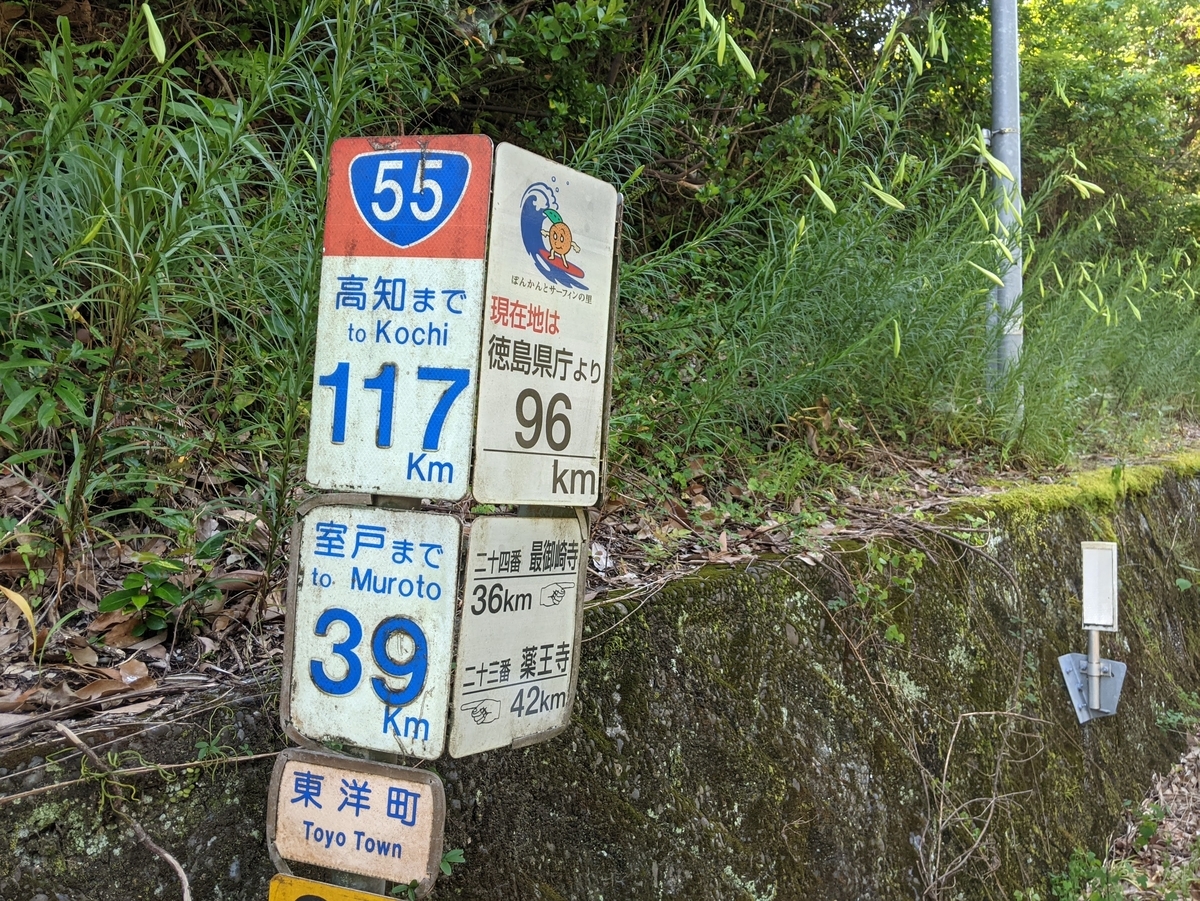 55
高知まで
to Kochi
117
Km
室戸まで
to Muroto
39
Km
東洋町
Toyo Town
ぽんかんとサーフィンの里
現在地は
徳島県庁より
96
km
二十四番 最御崎寺
36km
二十三番 薬王寺
42km